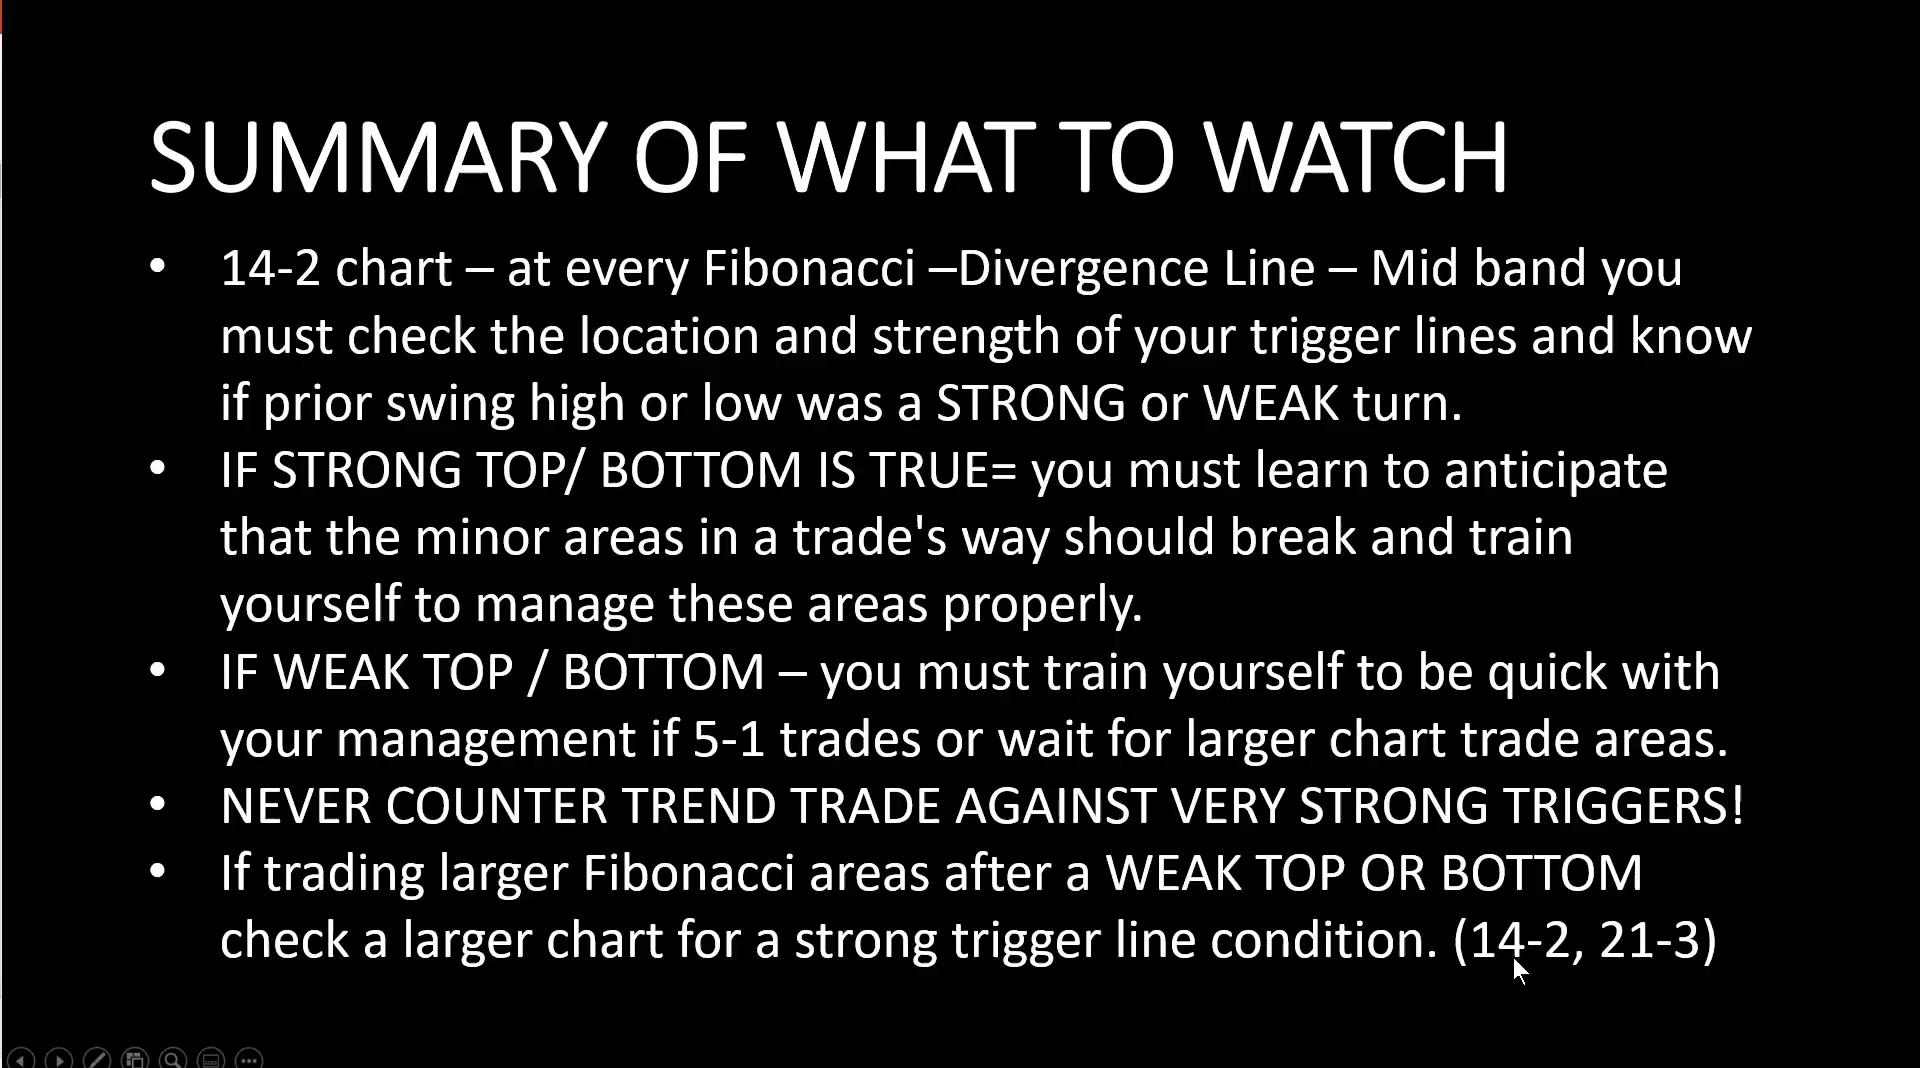 SUMMARY OF WHAT TO WATCH
• 14-2 chart – at every Fibonacci –Divergence Line – Mid band you
must check the location and strength of your trigger lines and know
if prior swing high or low was a STRONG or WEAK turn.
• IF STRONG TOP/ BOTTOM IS TRUE= you must learn to anticipate
that the minor areas in a trade's way should break and train
yourself to manage these areas properly.
• IF WEAK TOP / BOTTOM – you must train yourself to be quick with
your management if 5-1 trades or wait for larger chart trade areas.
• NEVER COUNTER TREND TRADE AGAINST VERY STRONG TRIGGERS!
• If trading larger Fibonacci areas after a WEAK TOP OR BOTTOM
check a larger chart for a strong trigger line condition. (14-2, 21-3)